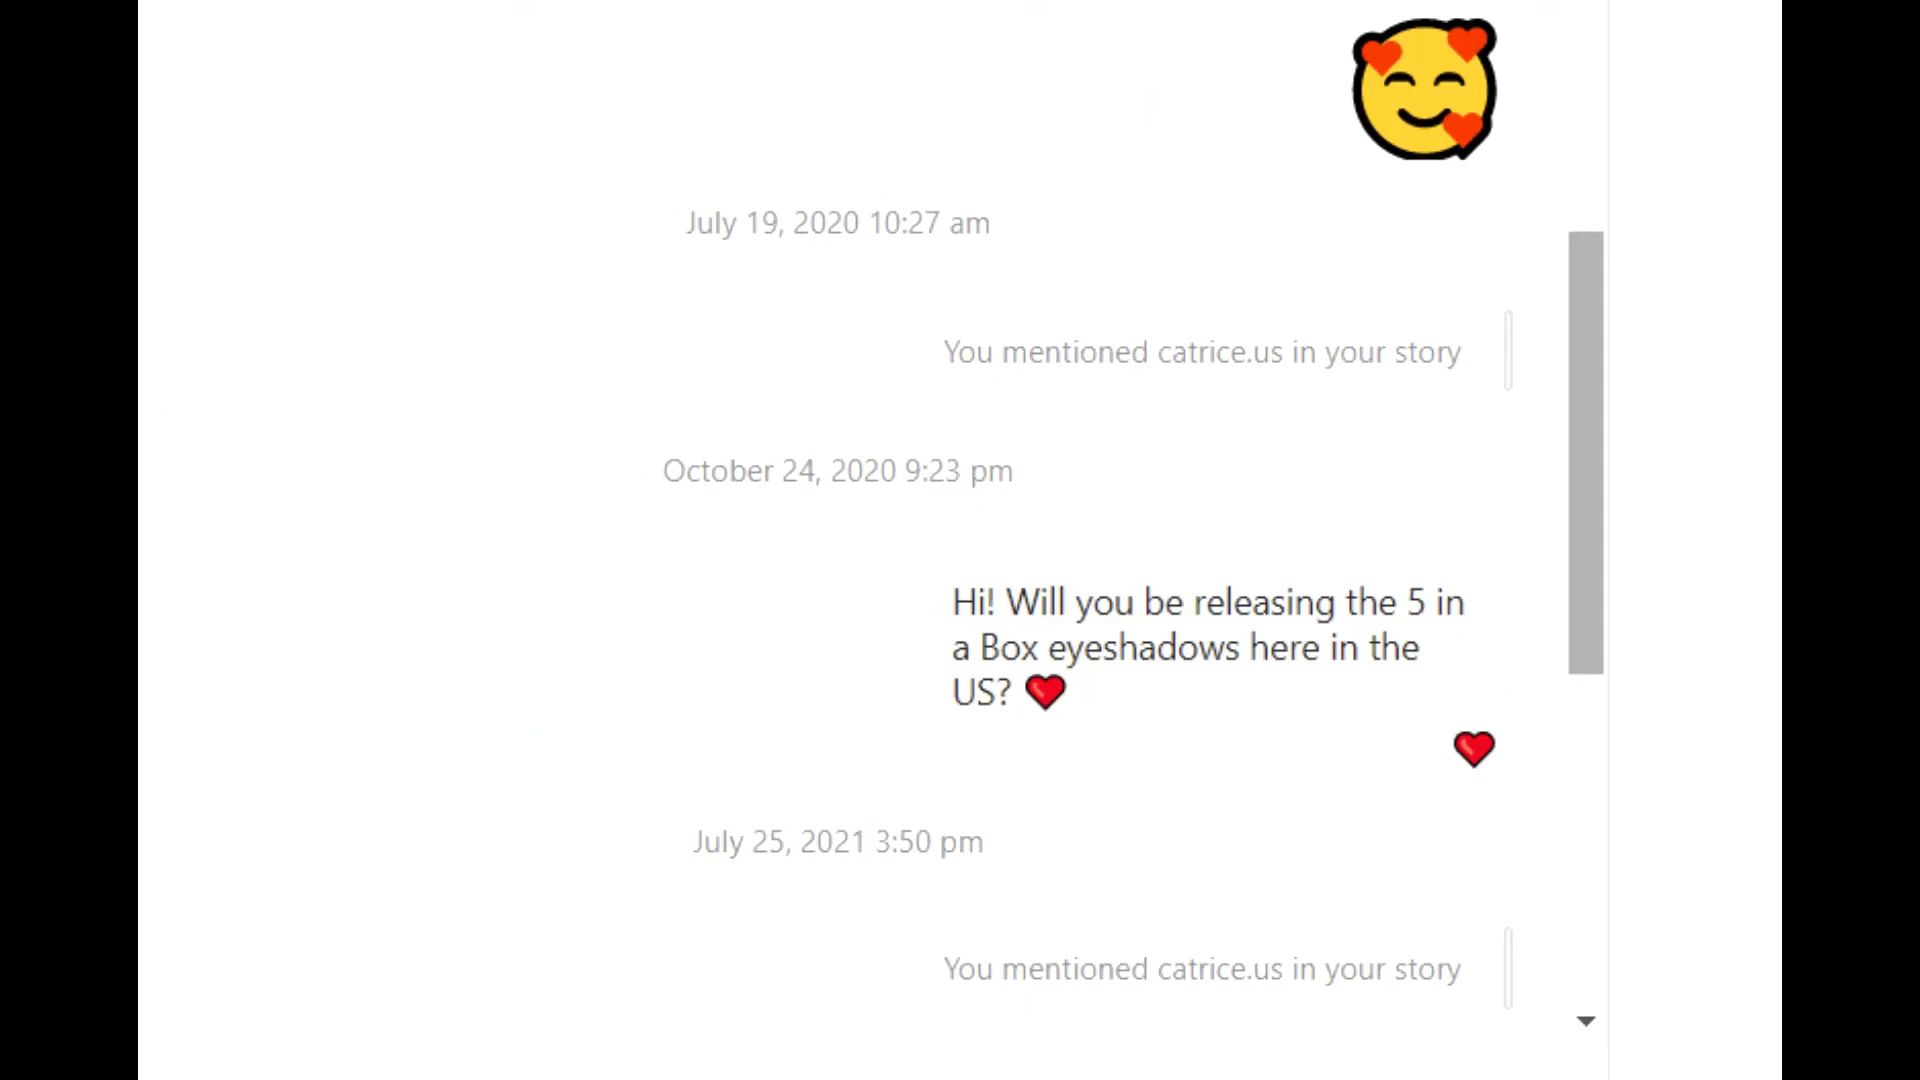 🥰
July 19, 2020 10:27 am
You mentioned catrice.us in your story
October 24, 2020 9:23 pm
Hi! Will you be releasing the 5 in
a Box eyeshadows here in the
US? ❤️
❤️
July 25, 2021 3:50 pm
You mentioned catrice.us in your story